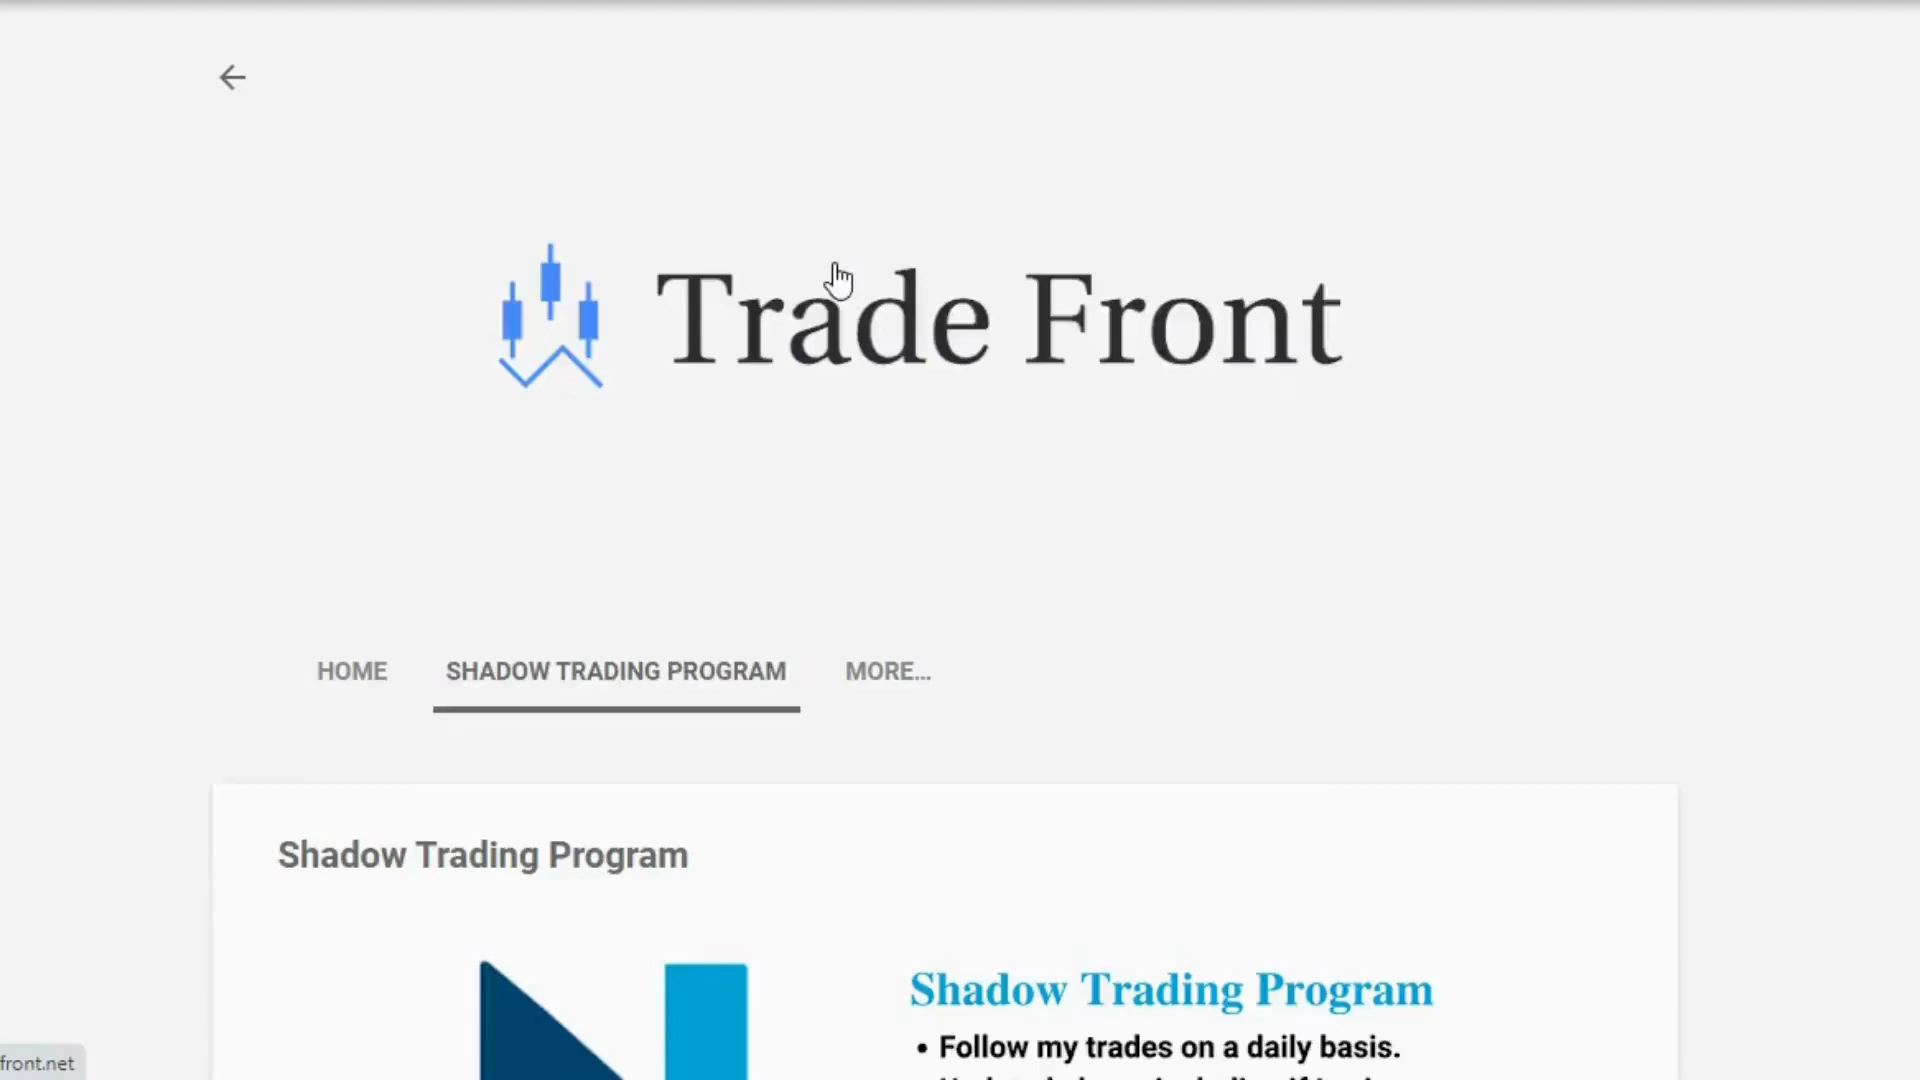 Trade Front
HOME
SHADOW TRADING PROGRAM
MORE...
Shadow Trading Program
Shadow Trading Program
• Follow my trades on a daily basis.
front.net